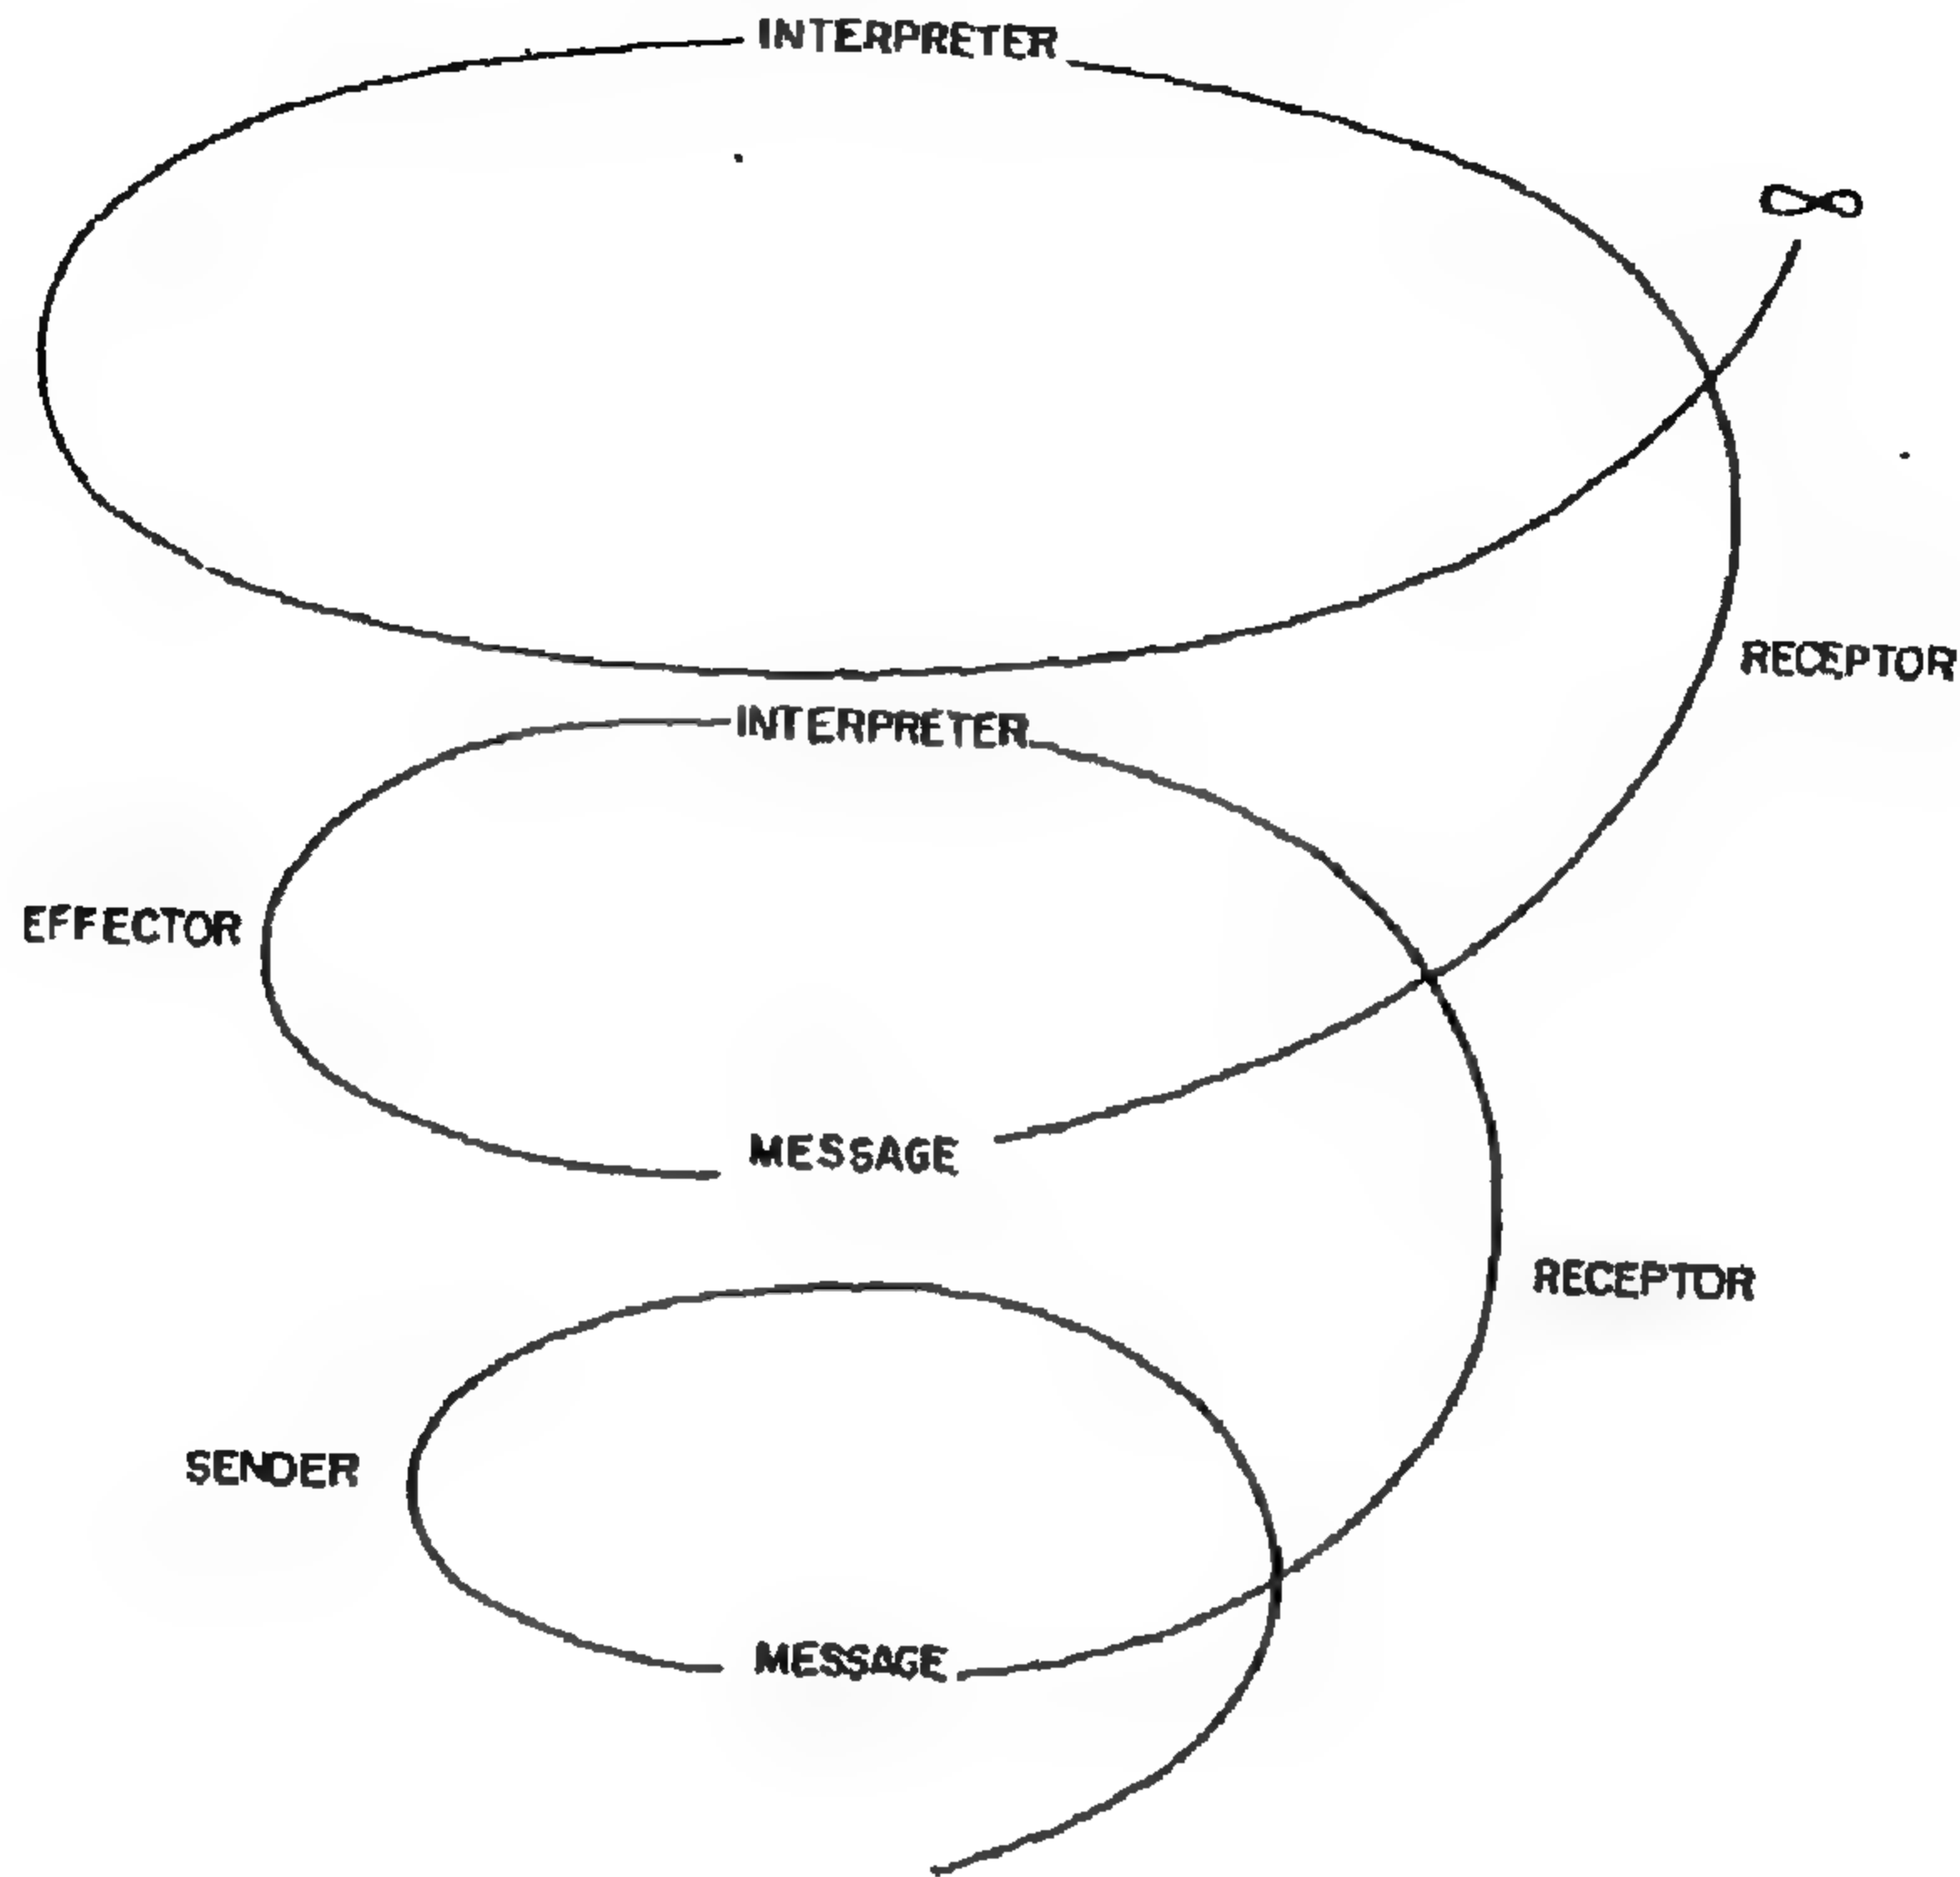 INTERPRETER
∞
RECEPTOR
INTERPRETER
EFFECTOR
MESSAGE
RECEPTOR
SENDER
MESSAGE